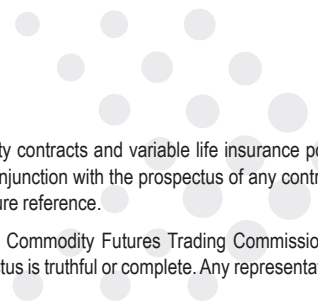 ty contracts and variable life insurance po
njunction with the prospectus of any contr
ure reference.
Commodity Futures Trading Commissio
tus is truthful or complete. Any representat